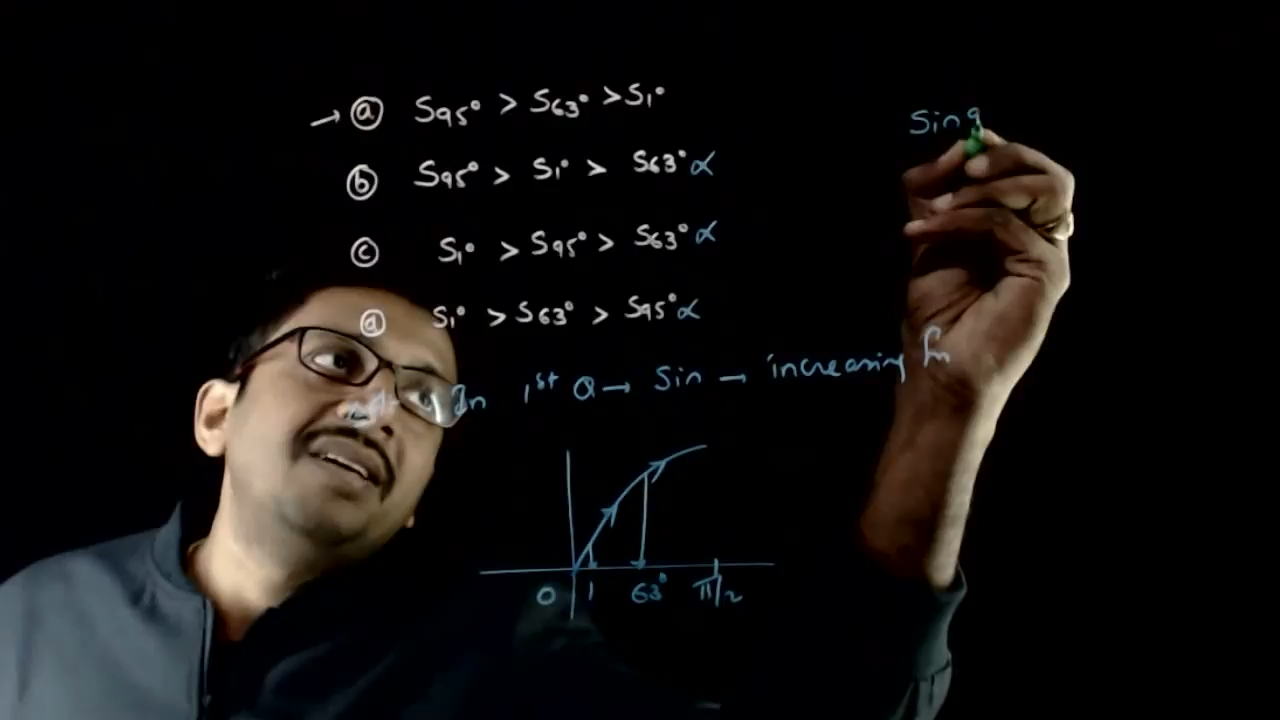 → ⓐ S95° > S63° > S1°
ⓑ S95° > S1° > S63° α
ⓒ S1° > S95° > S63° α
ⓓ S1° > S63° > S95° α
Sin9
In 1st Q → Sin → increasing fn
0 1 63° π/2